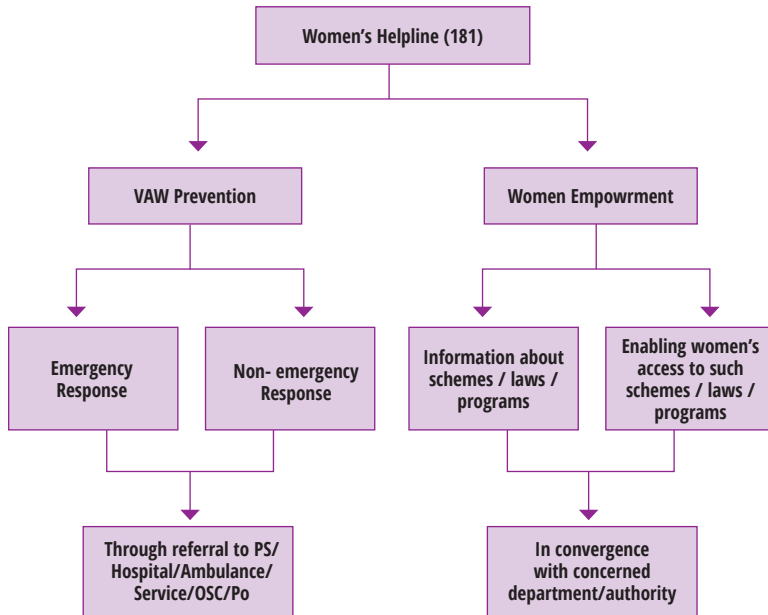 Women's Helpline (181)
VAW Prevention
Women Empowrment
Emergency
Response
Non- emergency
Response
Information about
schemes / laws /
programs
Enabling women's
access to such
schemes / laws /
programs
Through referral to PS/
Hospital/Ambulance/
Service/OSC/Po
In convergence
with concerned
department/authority